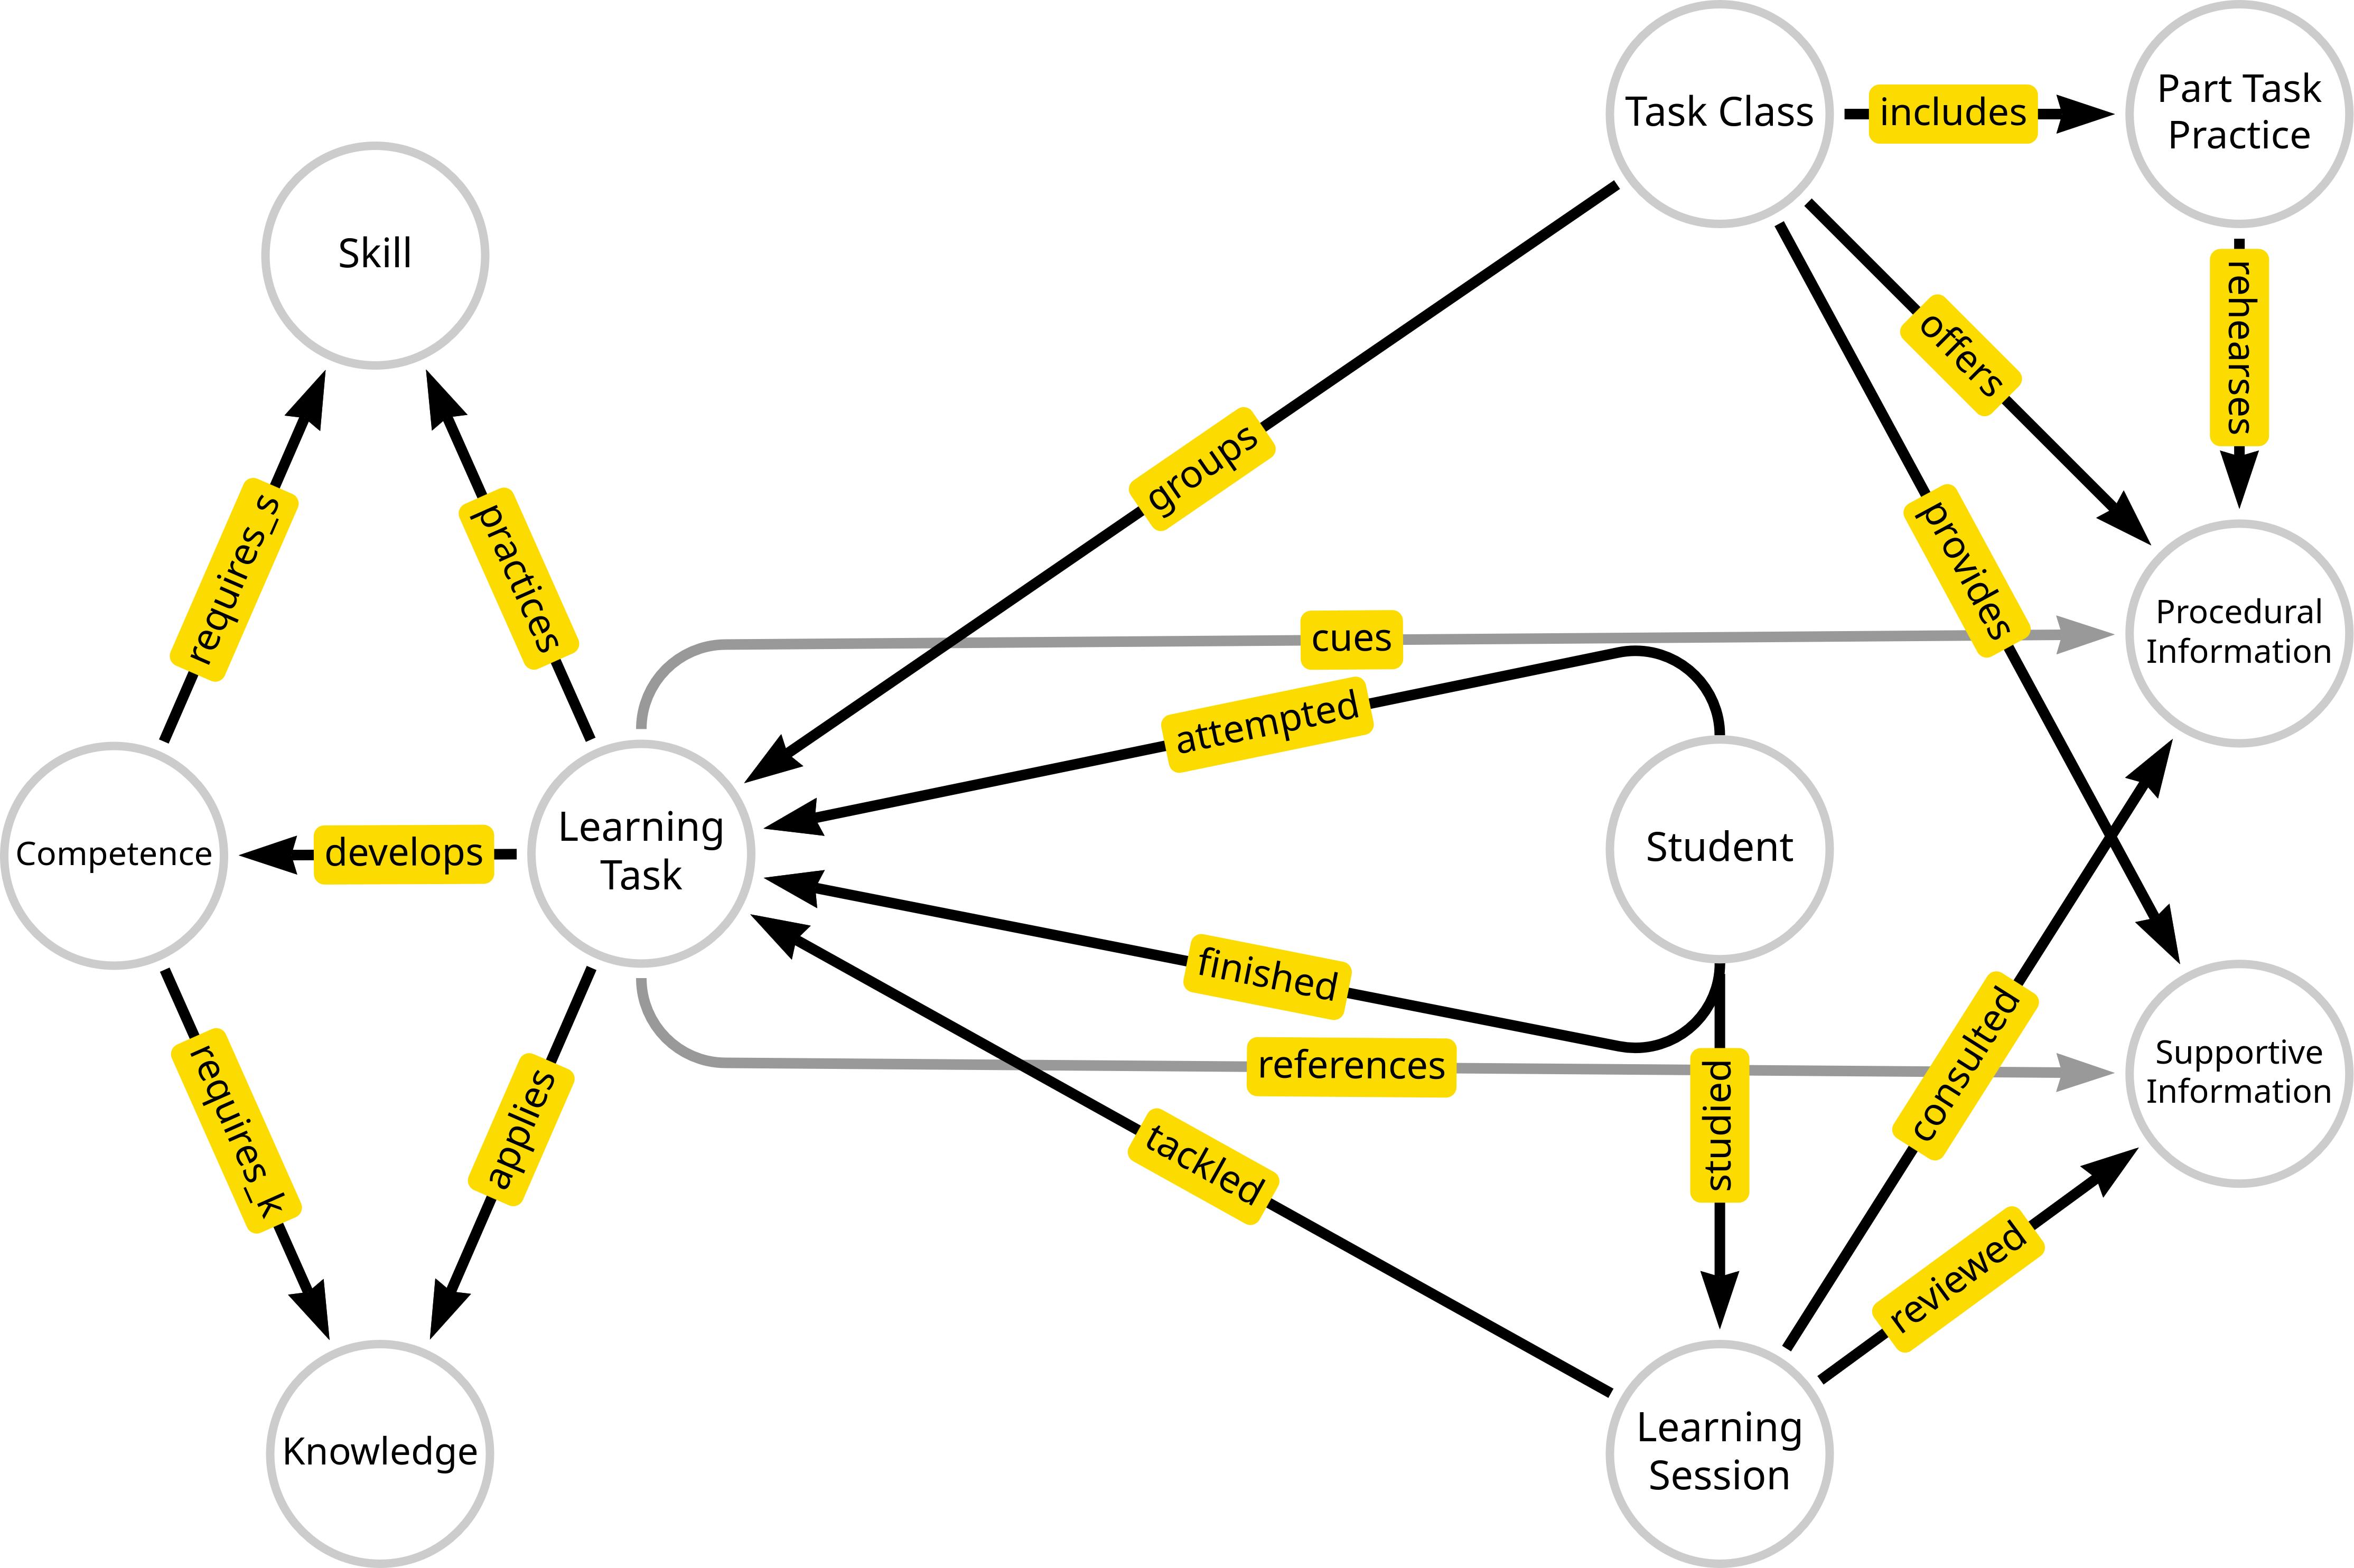 Task Class
includes
Part Task
Practice
Skill
rehearses
offers
groups
requires_s
practices
provides
cues
Procedural
Information
attempted
Competence
develops
Learning
Task
Student
finished
references
studied
consulted
Supportive
Information
requires_k
applies
tackled
reviewed
Knowledge
Learning
Session